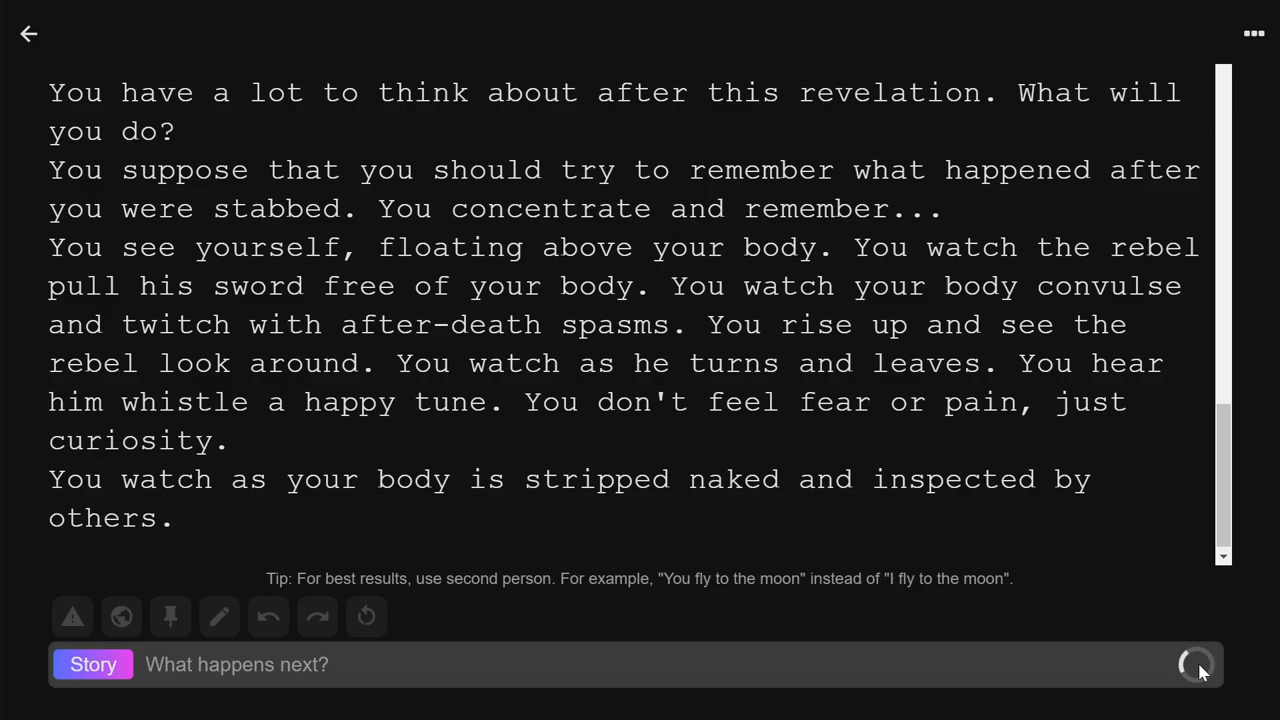 You have a lot to think about after this revelation. What will
you do?
You suppose that you should try to remember what happened after
you were stabbed. You concentrate and remember...
You see yourself, floating above your body. You watch the rebel
pull his sword free of your body. You watch your body convulse
and twitch with after-death spasms. You rise up and see the
rebel look around. You watch as he turns and leaves. You hear
him whistle a happy tune. You don't feel fear or pain, just
curiosity.
You watch as your body is stripped naked and inspected by
others.
Tip: For best results, use second person. For example, "You fly to the moon" instead of "I fly to the moon".
Story What happens next?